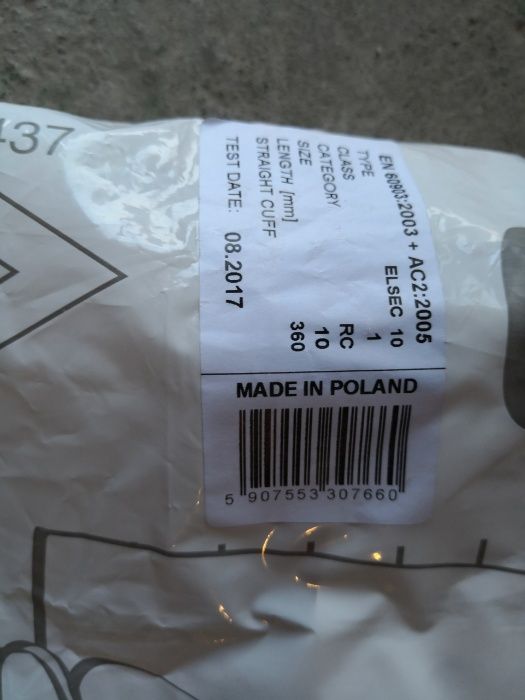 437
EN 60903:2003 + AC2:2005
TYPE ELSEC 10
CLASS 1
CATEGORY RC
SIZE 10
LENGTH [mm] 360
STRAIGHT CUFF
TEST DATE: 08.2017
MADE IN POLAND
5 907553 307660